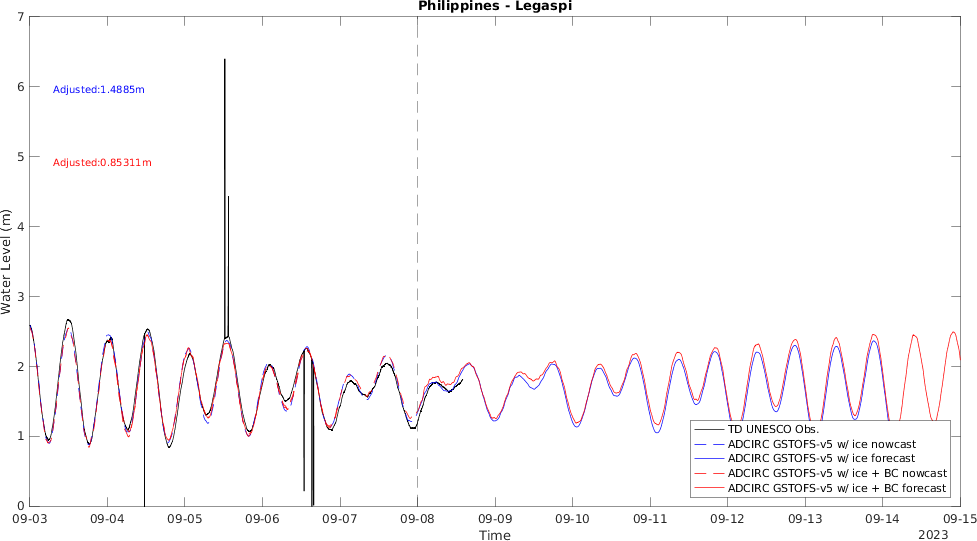 Philippines - Legaspi
7
6
5
4
3
2
1
0
Water Level (m)
Adjusted:1.4885m
Adjusted:0.85311m
TD UNESCO Obs.
ADCIRC GSTOFS-v5 w/ ice nowcast
ADCIRC GSTOFS-v5 w/ ice forecast
ADCIRC GSTOFS-v5 w/ ice + BC nowcast
ADCIRC GSTOFS-v5 w/ ice + BC forecast
09-03 09-04 09-05 09-06 09-07 09-08 09-09 09-10 09-11 09-12 09-13 09-14 09-15
Time
2023